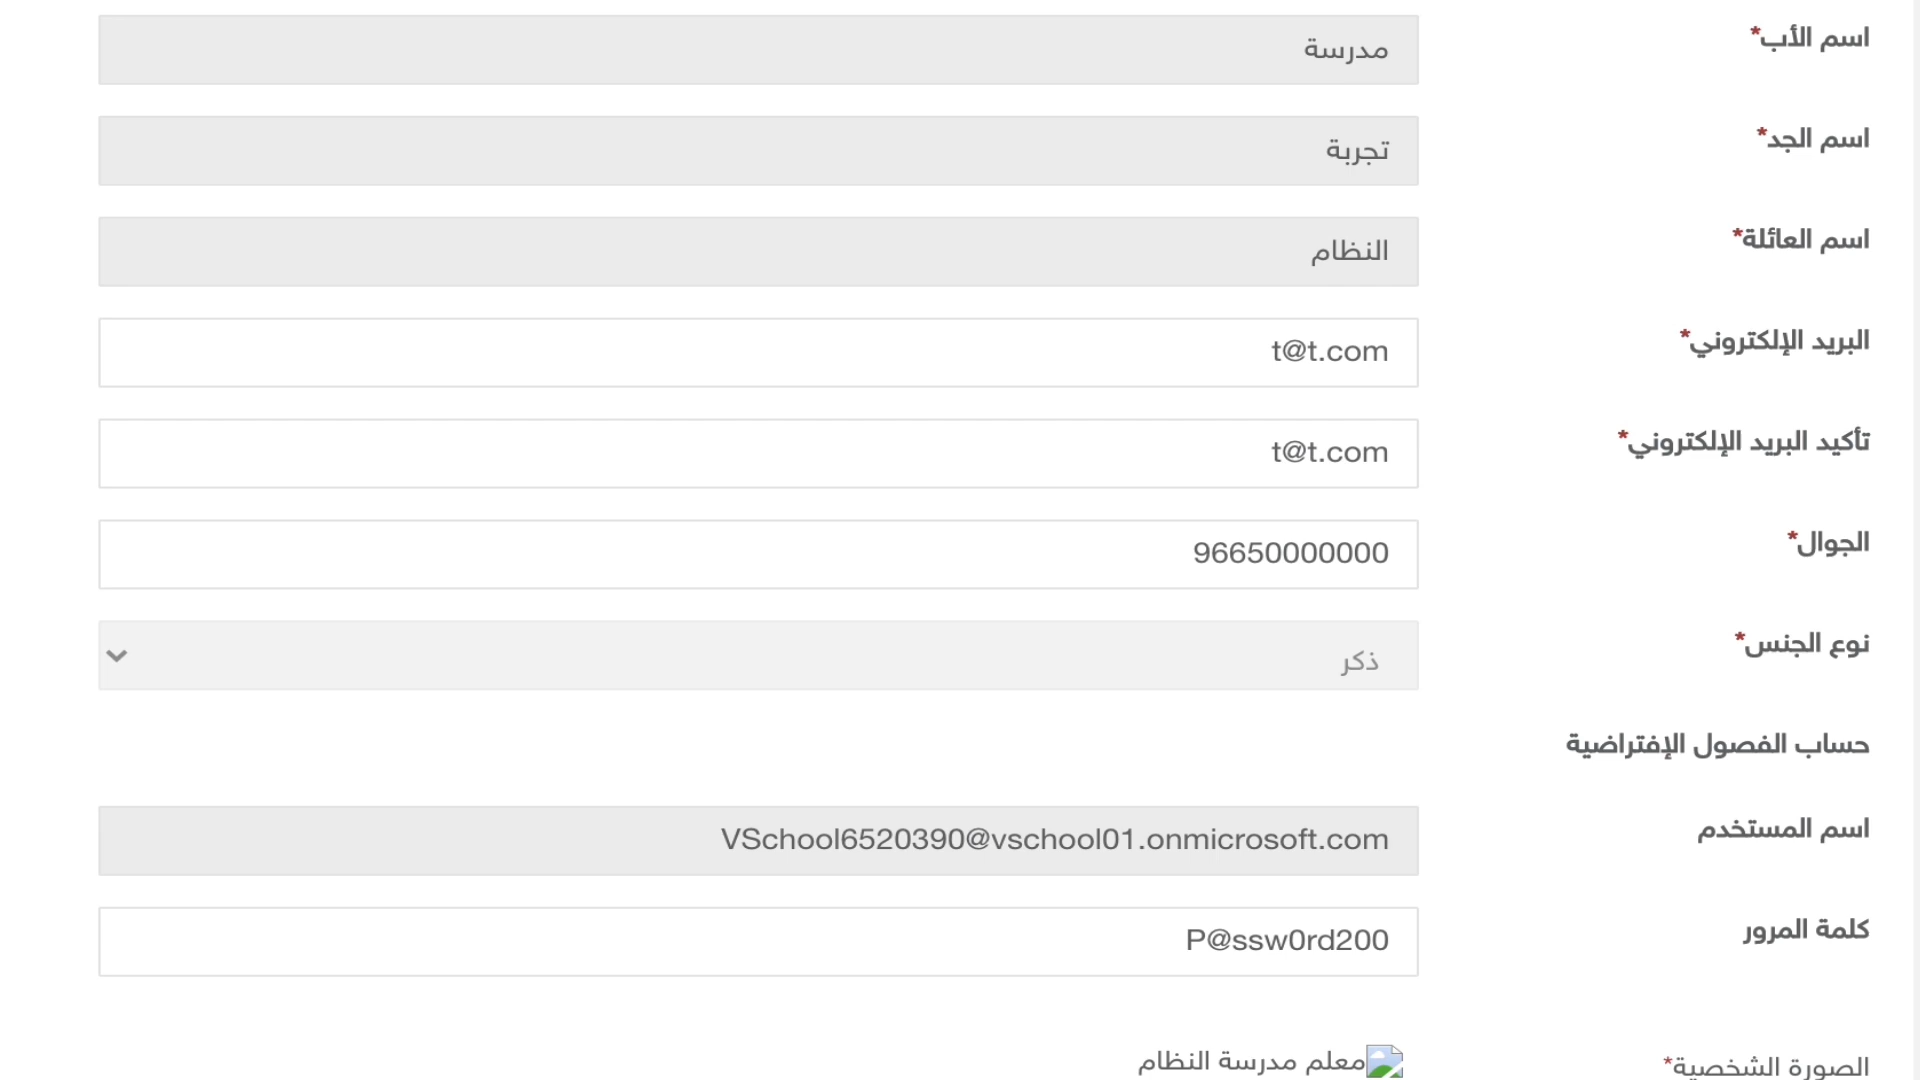 اسم الأب*
مدرسة
اسم الجد*
تجربة
اسم العائلة*
النظام
البريد الإلكتروني*
t@t.com
تأكيد البريد الإلكتروني*
t@t.com
الجوال*
96650000000
نوع الجنس*
ذكر
حساب الفصول الإفتراضية
اسم المستخدم
VSchool6520390@vschool01.onmicrosoft.com
كلمة المرور
P@ssw0rd200
الصورة الشخصية*
معلم مدرسة النظام